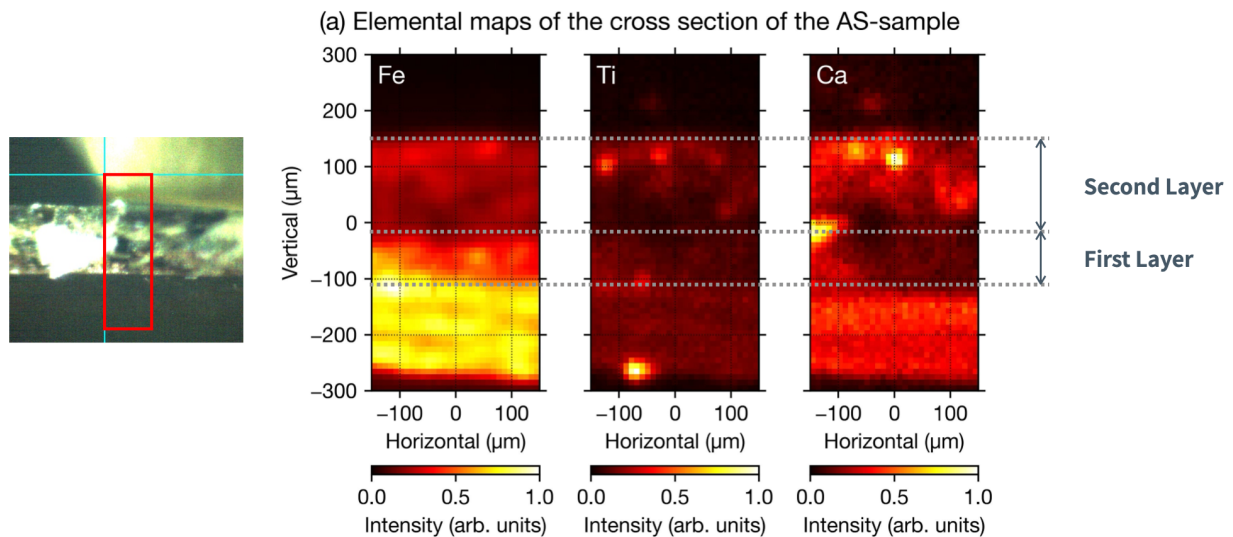 (a) Elemental maps of the cross section of the AS-sample
Fe
Ti
Ca
300
200
100
0
−100
−200
−300
Vertical (μm)
−100 0 100
−100 0 100
−100 0 100
Horizontal (μm)
Horizontal (μm)
Horizontal (μm)
0.0 0.5 1.0
0.0 0.5 1.0
0.0 0.5 1.0
Intensity (arb. units)
Intensity (arb. units)
Intensity (arb. units)
Second Layer
First Layer